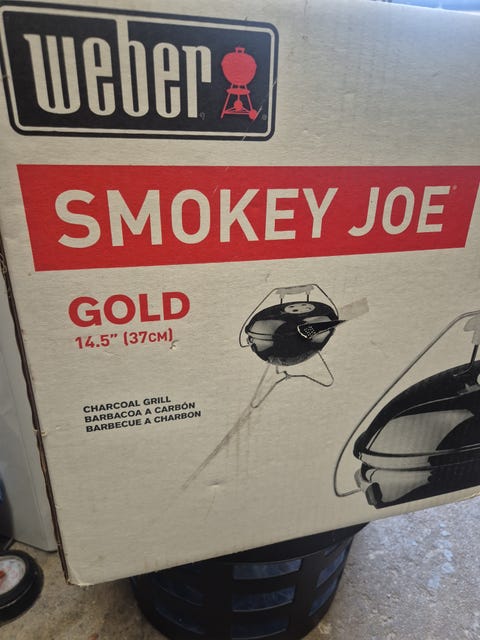 weber
SMOKEY JOE®
GOLD
14.5" (37CM)
CHARCOAL GRILL
BARBACOA A CARBÓN
BARBECUE A CHARBON